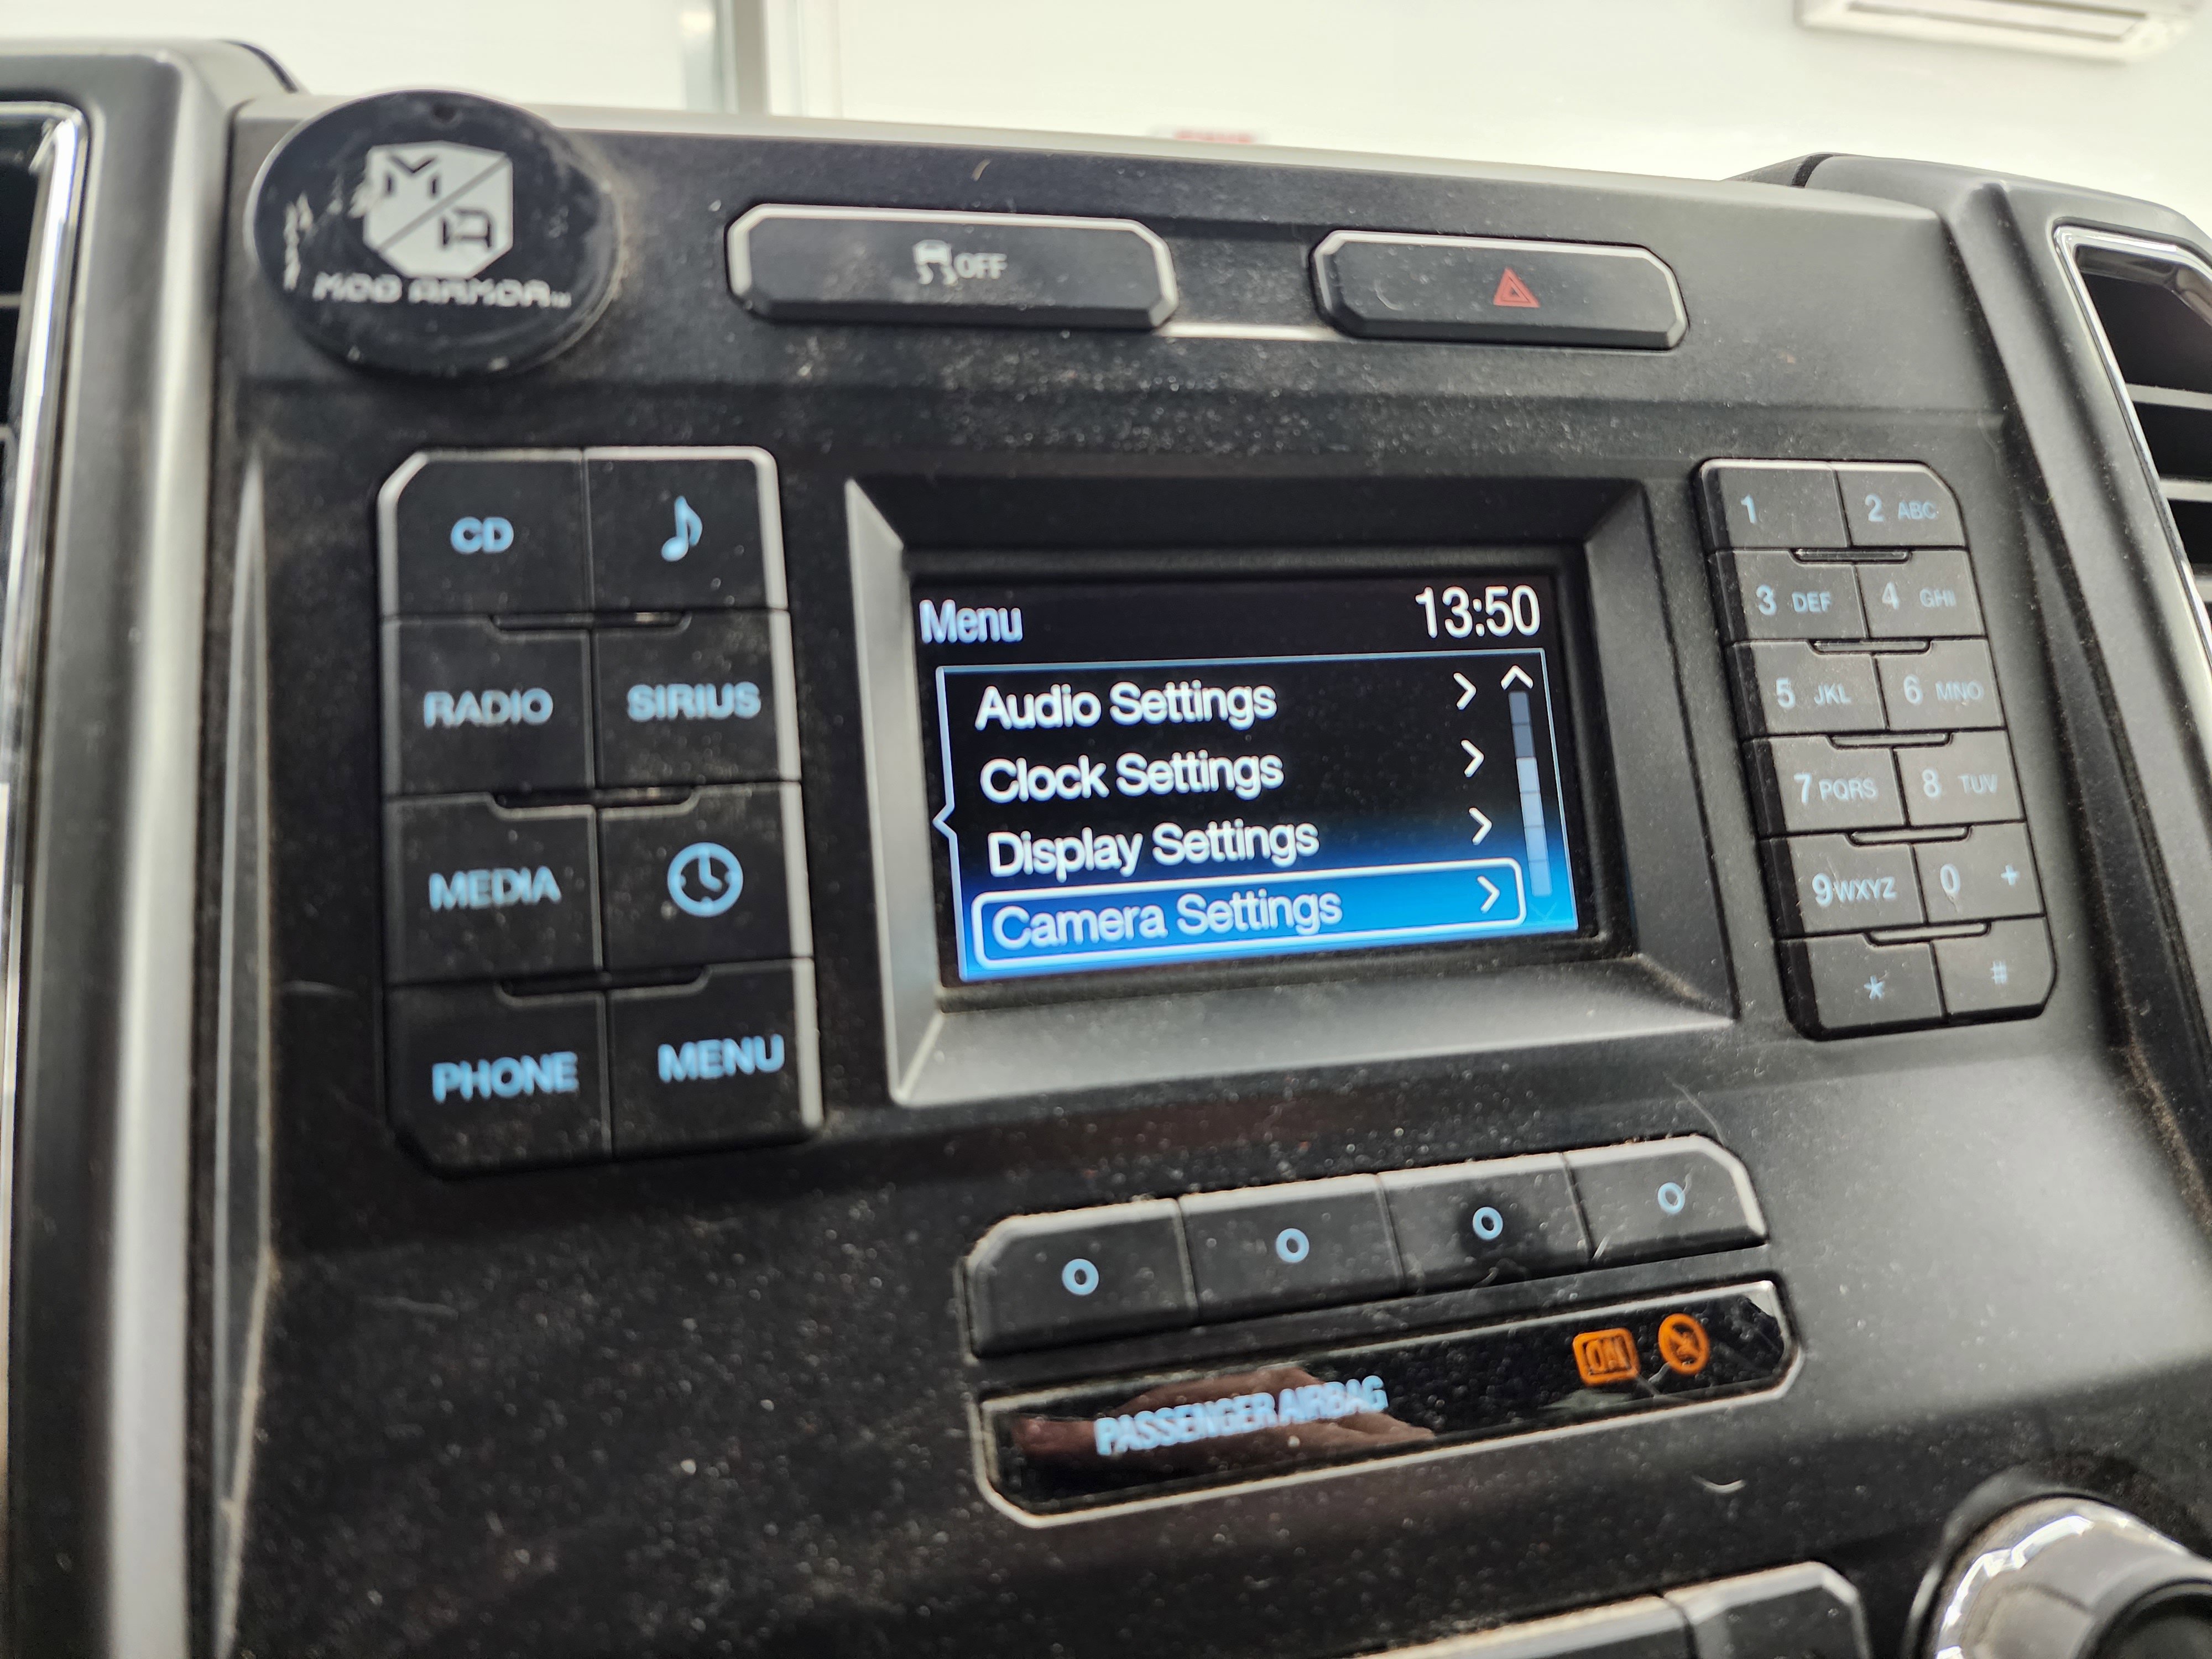 M
A
MOD ARMOR TM
OFF
CD
RADIO
SIRIUS
MEDIA
PHONE
MENU
Menu
13:50
Audio Settings
Clock Settings
Display Settings
Camera Settings
1
2 ABC
3 DEF
4 GHI
5 JKL
6 MNO
7 PQRS
8 TUV
9 WXYZ
0 +
*
#
PASSENGER AIRBAG